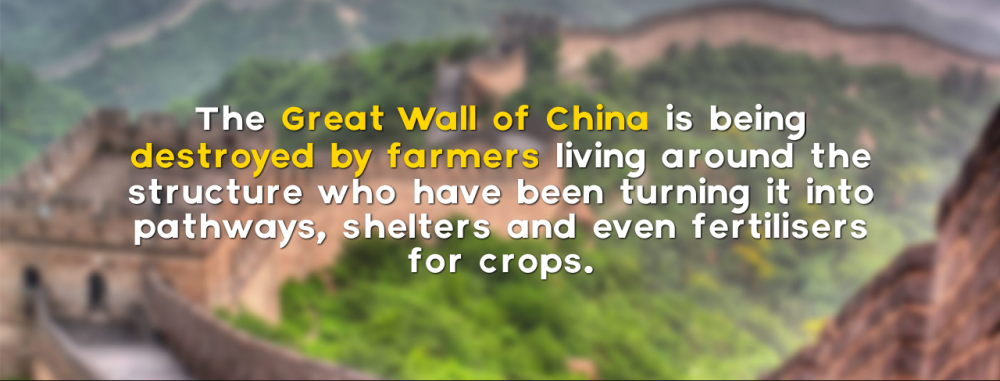 The Great Wall of China is being
destroyed by farmers living around the
structure who have been turning it into
pathways, shelters and even fertilisers
for crops.